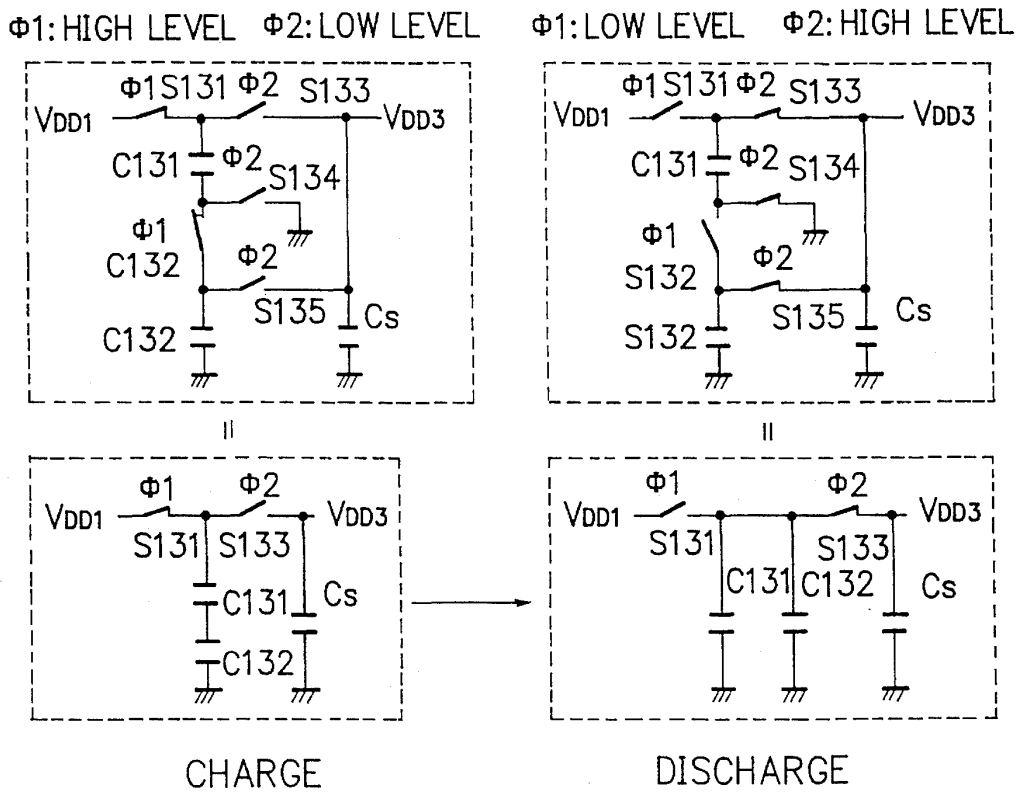 Φ1: HIGH LEVEL Φ2: LOW LEVEL
Φ1 S131 Φ2 S133
VDD1 VDD3
C131 Φ2
S134
Φ1
C132 Φ2
S135 Cs
C132
=
Φ1 Φ2
VDD1 VDD3
S131 S133
C131 Cs
C132
CHARGE
Φ1: LOW LEVEL Φ2: HIGH LEVEL
Φ1 S131 Φ2 S133
VDD1 VDD3
C131 Φ2
S134
Φ1
S132 Φ2
S135 Cs
S132
=
Φ1 Φ2
VDD1 VDD3
S131 S133
C131 C132 Cs
DISCHARGE